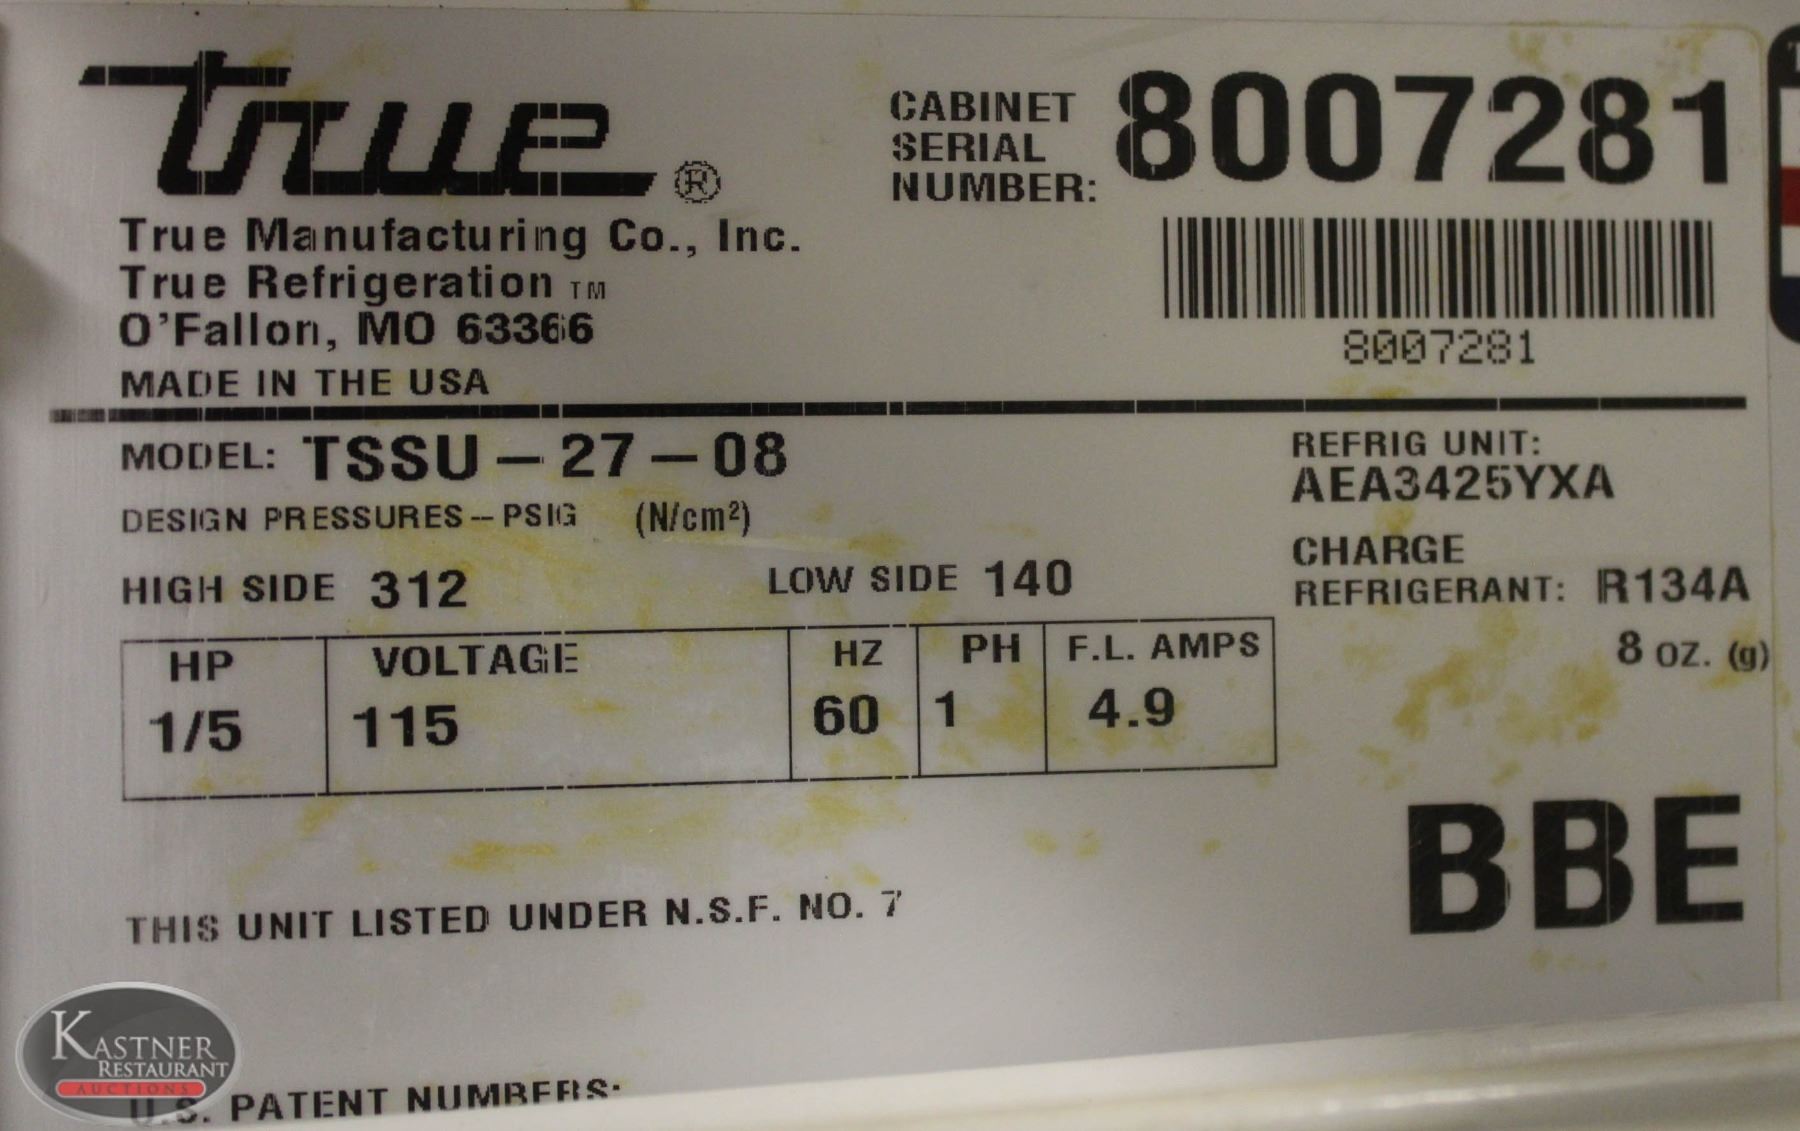 true ®
True Manufacturing Co., Inc.
True Refrigeration TM
O'Fallon, MO 63366
MADE IN THE USA
CABINET
SERIAL
NUMBER: 8007281
8007281
MODEL: TSSU-27-08
DESIGN PRESSURES-PSIG (N/cm²)
HIGH SIDE 312 LOW SIDE 140
REFRIG UNIT:
AEA3425YXA
CHARGE
REFRIGERANT: R134A
8 OZ. (g)
HP VOLTAGE HZ PH F.L. AMPS
1/5 115 60 1 4.9
BBE
THIS UNIT LISTED UNDER N.S.F. NO. 7
U.S. PATENT NUMBERS:
KASTNER
RESTAURANT
AUCTIONS